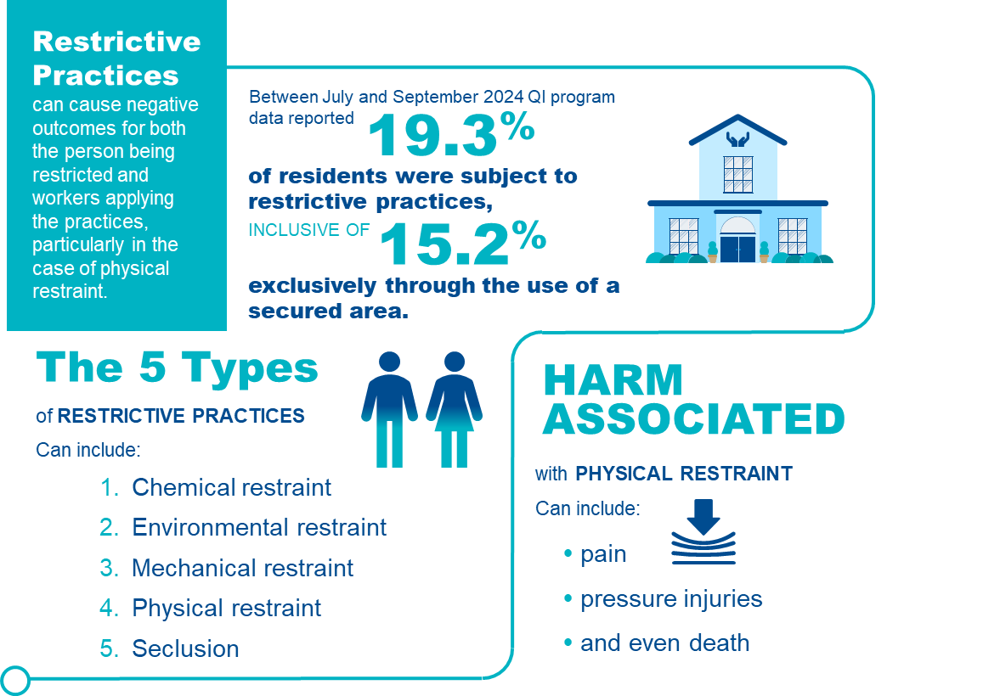 Restrictive
Practices
can cause negative
outcomes for both
the person being
restricted and
workers applying
the practices,
particularly in the
case of physical
restraint.
Between July and September 2024 QI program
data reported 19.3%
of residents were subject to
restrictive practices,
INCLUSIVE OF 15.2%
exclusively through the use of a
secured area.
The 5 Types
of RESTRICTIVE PRACTICES
Can include:
1. Chemical restraint
2. Environmental restraint
3. Mechanical restraint
4. Physical restraint
5. Seclusion
HARM
ASSOCIATED
with PHYSICAL RESTRAINT
Can include:
• pain
• pressure injuries
• and even death